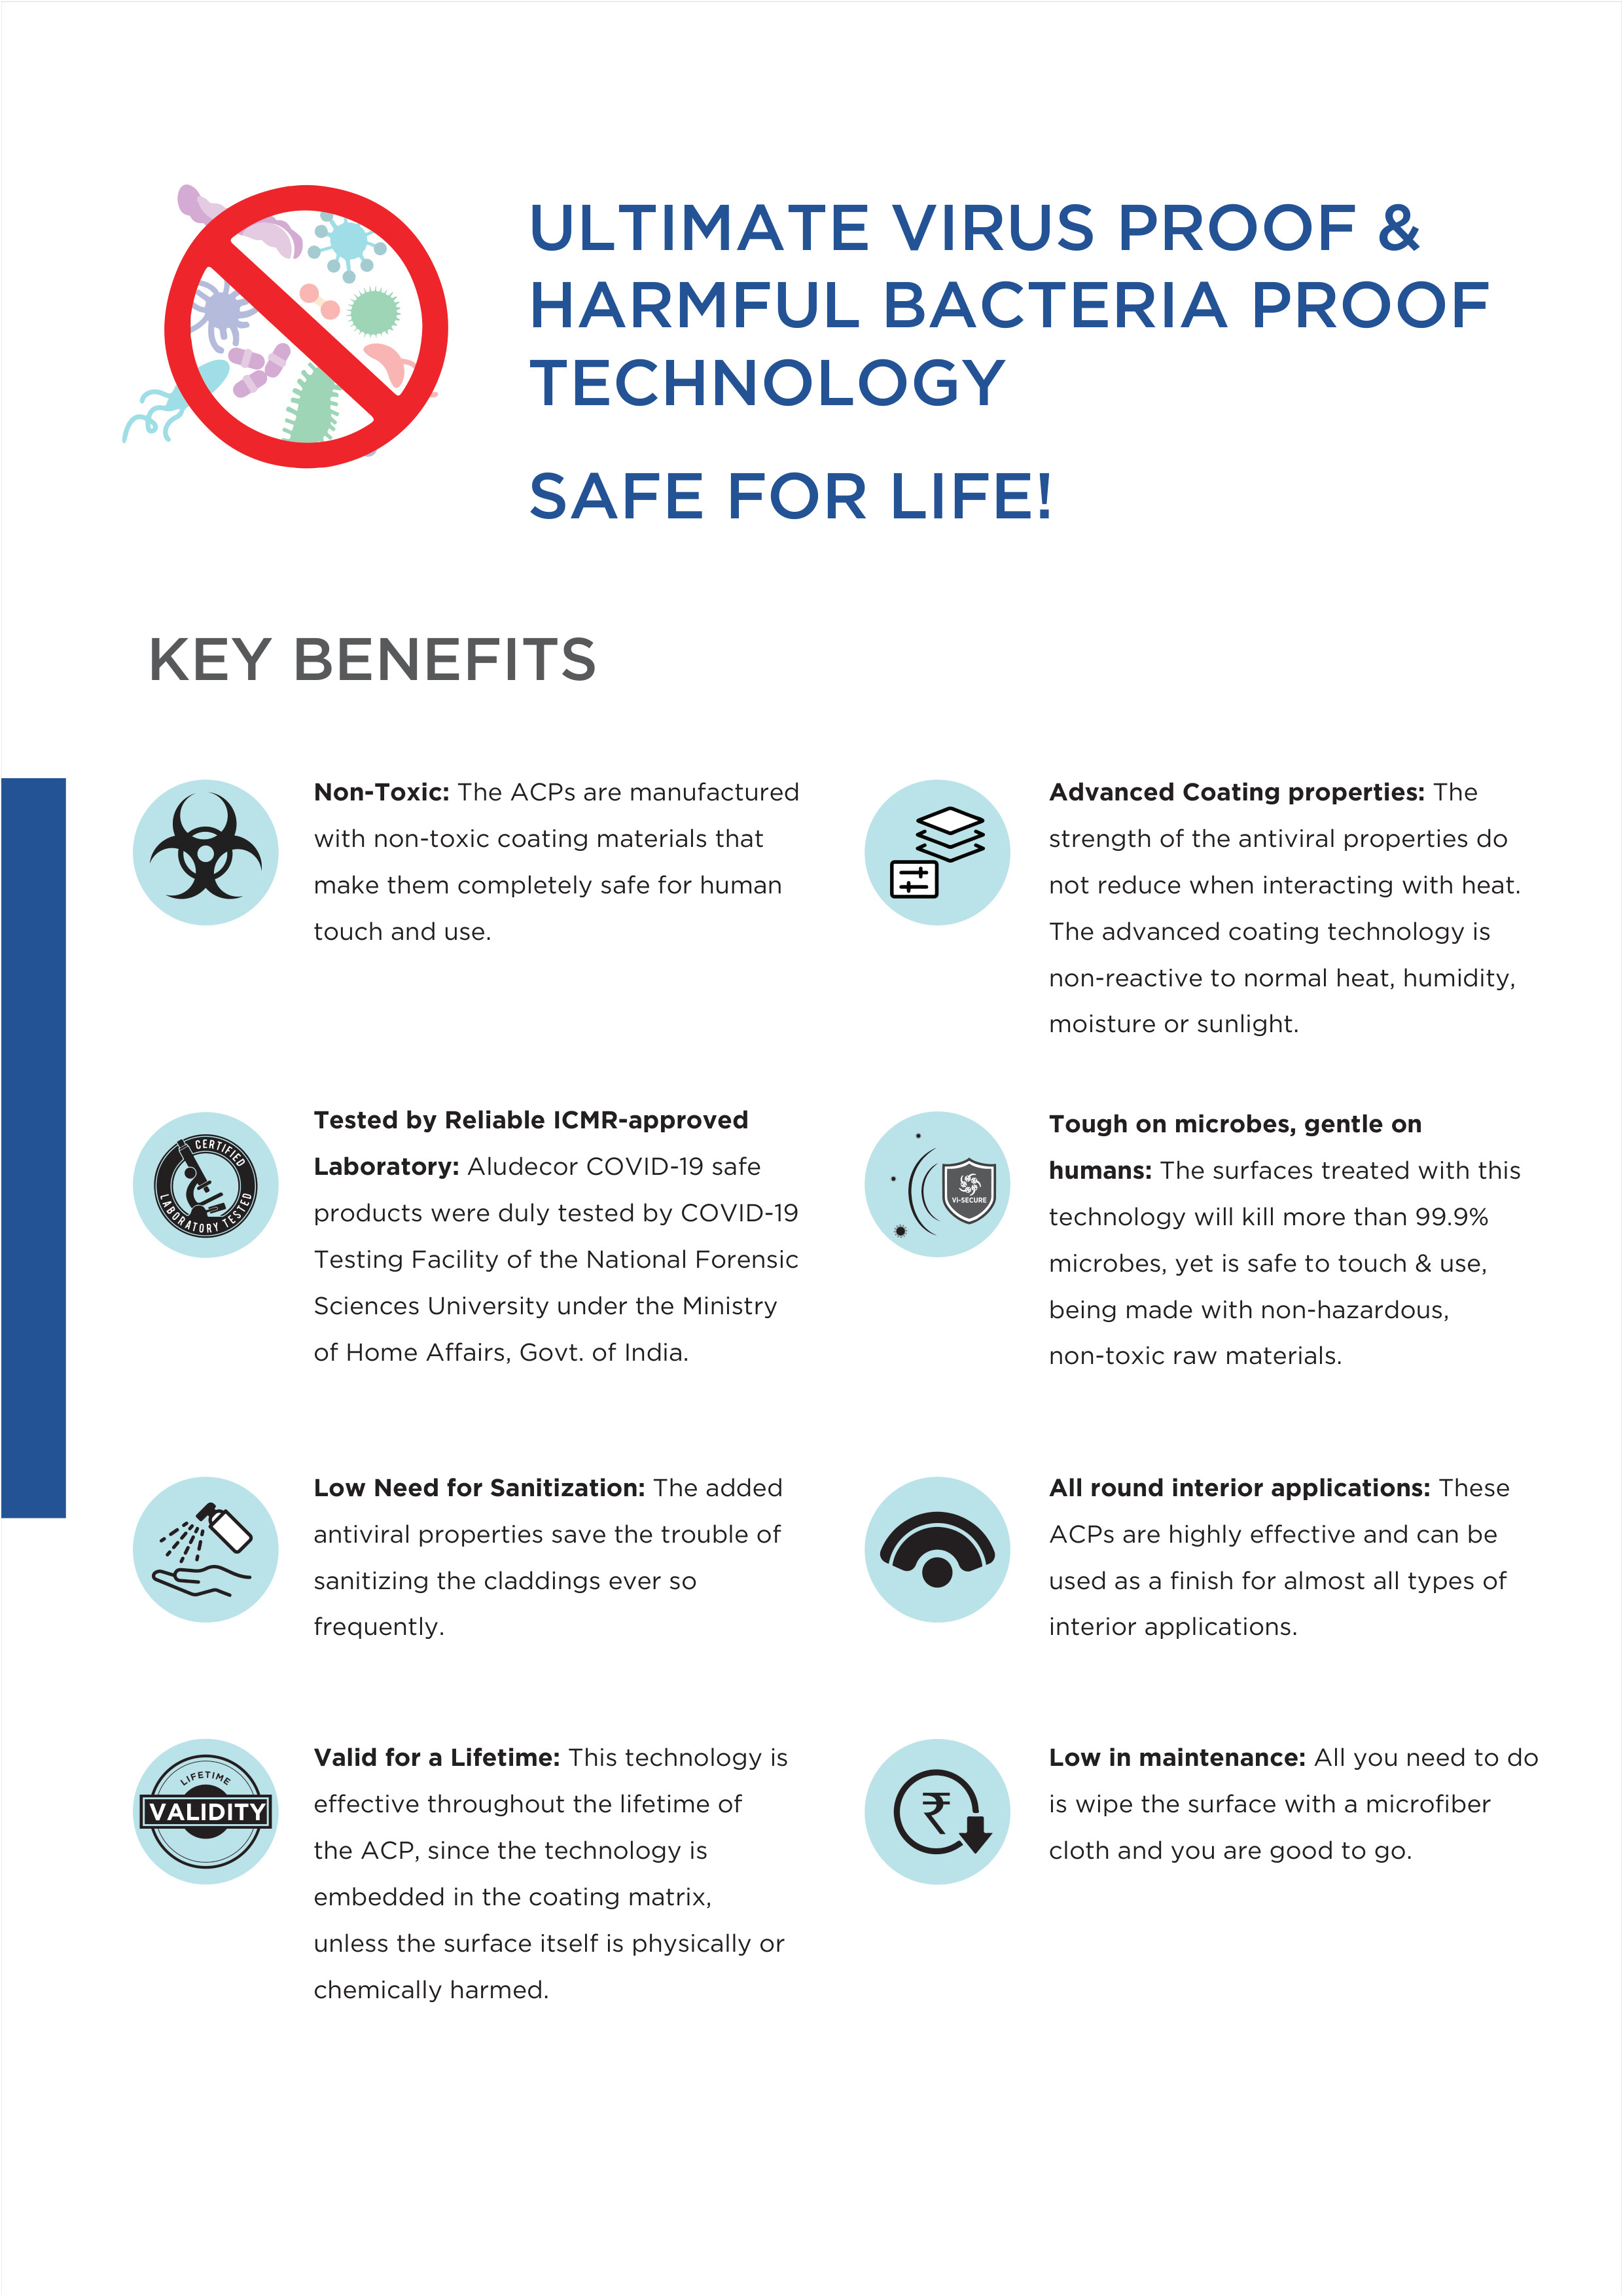 ULTIMATE VIRUS PROOF &
HARMFUL BACTERIA PROOF
TECHNOLOGY
SAFE FOR LIFE!
KEY BENEFITS
Non-Toxic: The ACPs are manufactured
with non-toxic coating materials that
make them completely safe for human
touch and use.
Advanced Coating properties: The
strength of the antiviral properties do
not reduce when interacting with heat.
The advanced coating technology is
non-reactive to normal heat, humidity,
moisture or sunlight.
CERTIFIED
LABORATORY TESTED
Tested by Reliable ICMR-approved
Laboratory: Aludecor COVID-19 safe
products were duly tested by COVID-19
Testing Facility of the National Forensic
Sciences University under the Ministry
of Home Affairs, Govt. of India.
Vi-SECURE
Tough on microbes, gentle on
humans: The surfaces treated with this
technology will kill more than 99.9%
microbes, yet is safe to touch & use,
being made with non-hazardous,
non-toxic raw materials.
Low Need for Sanitization: The added
antiviral properties save the trouble of
sanitizing the claddings ever so
frequently.
All round interior applications: These
ACPs are highly effective and can be
used as a finish for almost all types of
interior applications.
LIFETIME
VALIDITY
Valid for a Lifetime: This technology is
effective throughout the lifetime of
the ACP, since the technology is
embedded in the coating matrix,
unless the surface itself is physically or
chemically harmed.
₹
Low in maintenance: All you need to do
is wipe the surface with a microfiber
cloth and you are good to go.